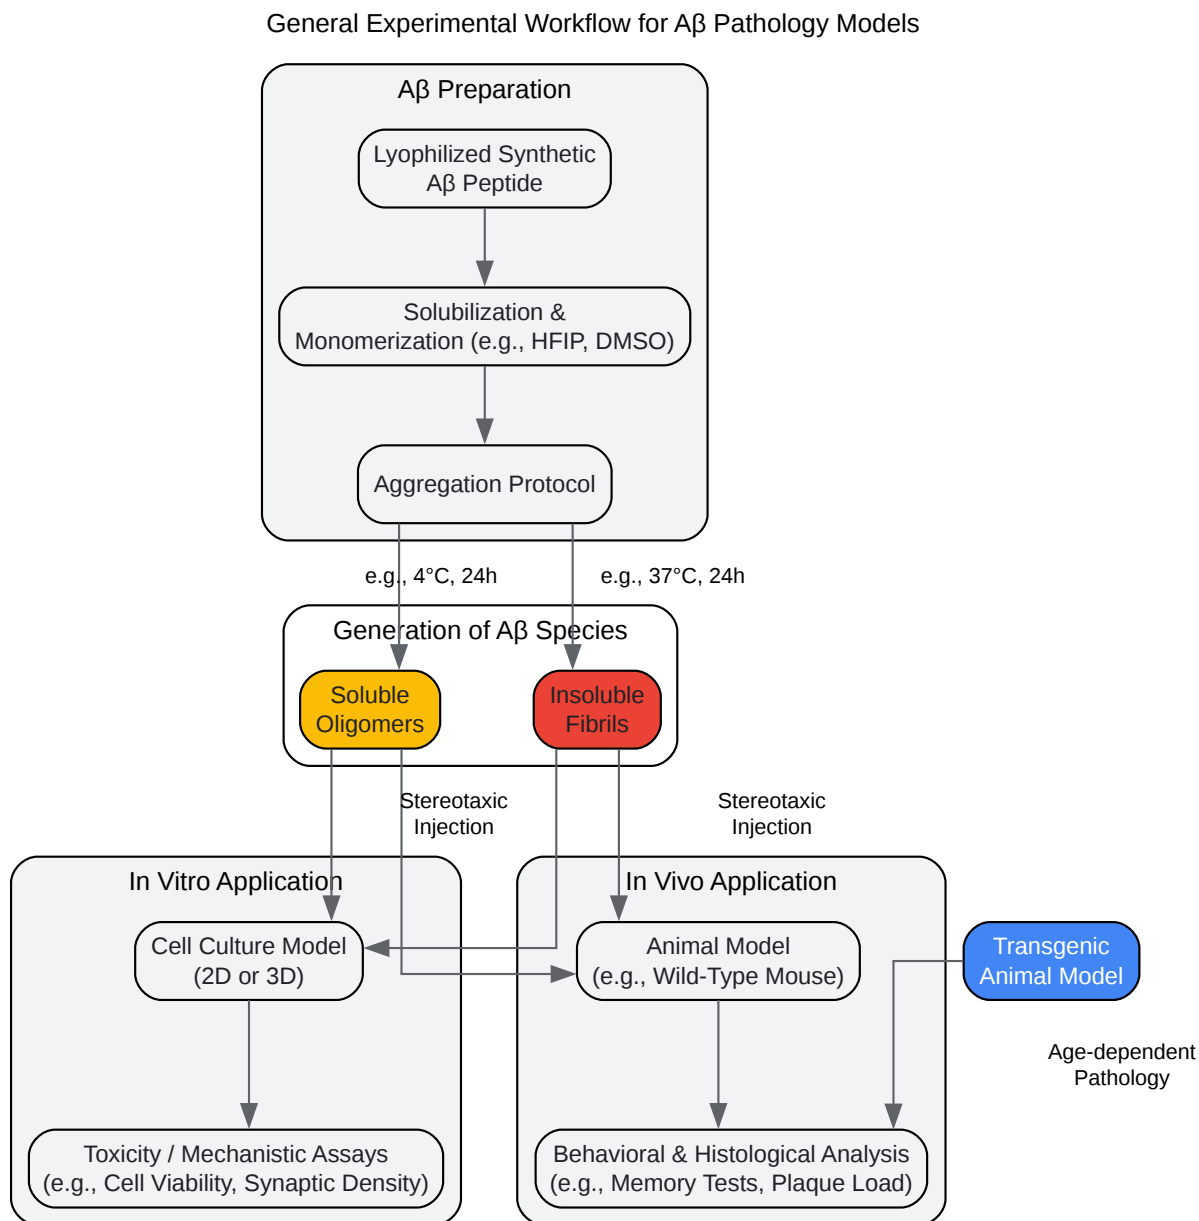 General Experimental Workflow for Aβ Pathology Models
Aβ Preparation
Lyophilized Synthetic
Aβ Peptide
Solubilization &
Monomerization (e.g., HFIP, DMSO)
Aggregation Protocol
e.g., 4°C, 24h
e.g., 37°C, 24h
Generation of Aβ Species
Soluble
Oligomers
Insoluble
Fibrils
Stereotaxic
Injection
Stereotaxic
Injection
In Vitro Application
Cell Culture Model
(2D or 3D)
Toxicity / Mechanistic Assays
(e.g., Cell Viability, Synaptic Density)
In Vivo Application
Animal Model
(e.g., Wild-Type Mouse)
Transgenic
Animal Model
Age-dependent
Pathology
Behavioral & Histological Analysis
(e.g., Memory Tests, Plaque Load)